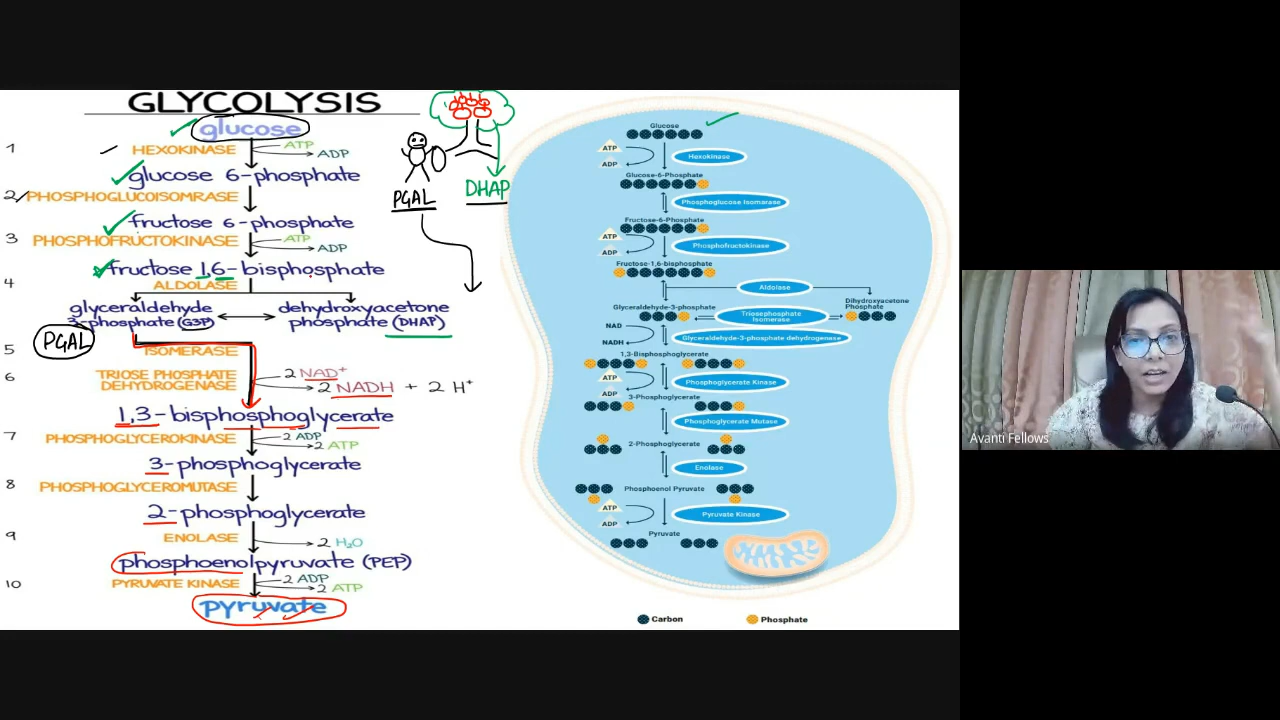 GLYCOLYSIS
glucose
1 HEXOKINASE ATP ADP
glucose 6-phosphate
2 PHOSPHOGLUCOISOMRASE
fructose 6-phosphate
3 PHOSPHOFRUCTOKINASE ATP ADP
fructose 1,6-bisphosphate
4 ALDOLASE
glyceraldehyde
3-phosphate (G3P)
dehydroxyacetone
phosphate (DHAP)
PGAL
5 ISOMERASE
6 TRIOSE PHOSPHATE
DEHYDROGENASE
2 NAD+
2 NADH + 2 H+
1,3-bisphosphoglycerate
7 PHOSPHOGLYCEROKINASE 2 ADP 2 ATP
3-phosphoglycerate
8 PHOSPHOGLYCEROMUTASE
2-phosphoglycerate
9 ENOLASE 2 H₂O
phosphoenolpyruvate (PEP)
10 PYRUVATE KINASE 2 ADP 2 ATP
pyruvate
PGAL
DHAP
Glucose
ATP
ADP
Hexokinase
Glucose-6-Phosphate
Phosphoglucose Isomarase
Fructose-6-Phosphate
ATP
ADP
Phosphofructokinase
Fructose-1,6-bisphosphate
Aldolase
Glyceraldehyde-3-phosphate
Triosephosphate
Isomerase
Dihydroxyacetone
Phosphate
NAD
NADH
Glyceraldehyde-3-phosphate dehydrogenase
1,3-Bisphosphoglycerate
ATP
ADP
Phosphoglycerate Kinase
3-Phosphoglycerate
Phosphoglycerate Mutase
2-Phosphoglycerate
Enolase
Phosphoenol Pyruvate
ATP
ADP
Pyruvate Kinase
Pyruvate
Carbon
Phosphate
Avanti Fellows